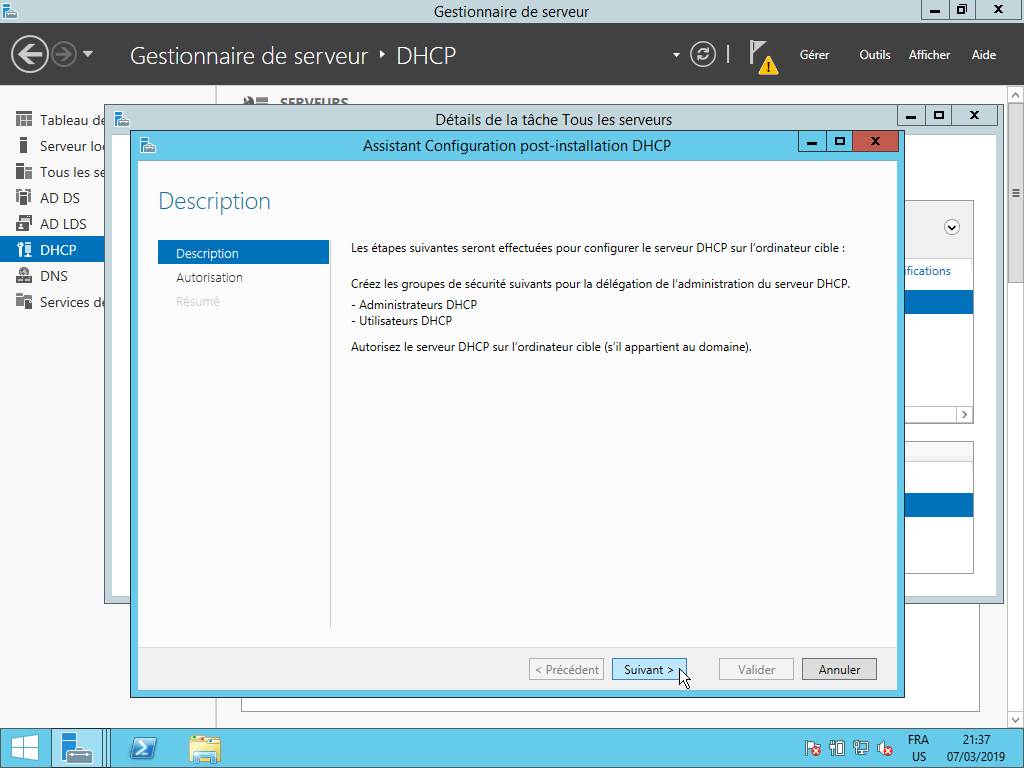 Gestionnaire de serveur
Gestionnaire de serveur ‣ DHCP
Gérer Outils Afficher Aide
SERVEURS
Tableau de
Serveur loc
Tous les se
AD DS
AD LDS
DHCP
DNS
Services de
Détails de la tâche Tous les serveurs
Assistant Configuration post-installation DHCP
Description
Description
Autorisation
Résumé
Les étapes suivantes seront effectuées pour configurer le serveur DHCP sur l'ordinateur cible :
Créez les groupes de sécurité suivants pour la délégation de l'administration du serveur DHCP.
- Administrateurs DHCP
- Utilisateurs DHCP
Autorisez le serveur DHCP sur l'ordinateur cible (s'il appartient au domaine).
ifications
< Précédent Suivant > Valider Annuler
FRA 21:37
US 07/03/2019